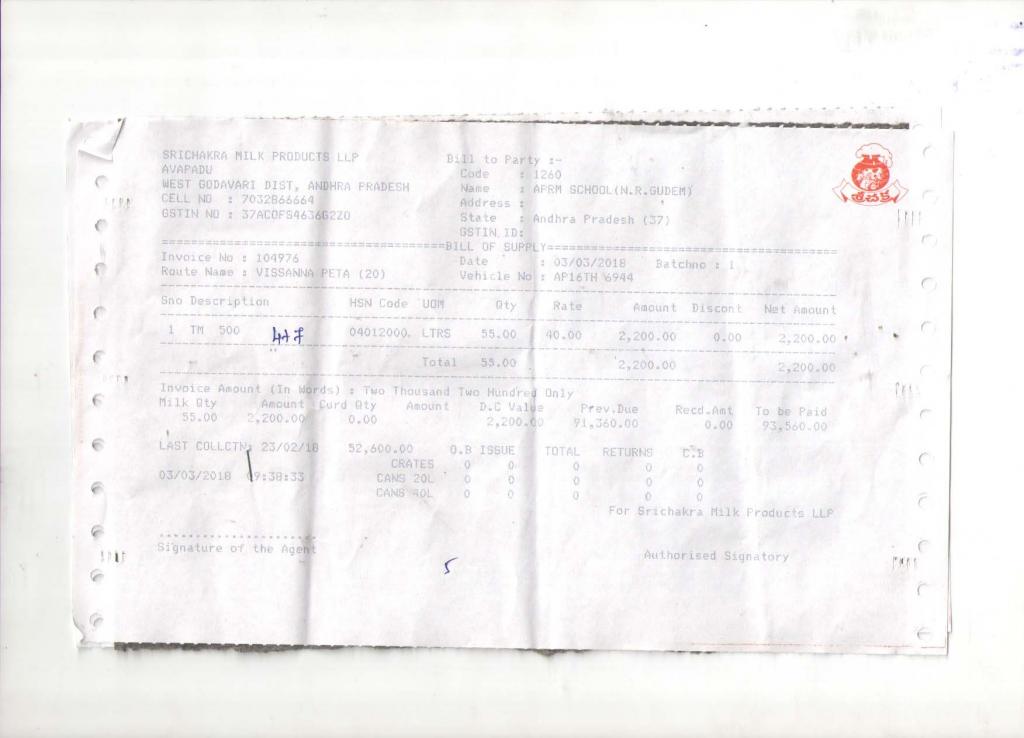 SRICHAKRA MILK PRODUCTS LLP
AVAPADU
WEST GODAVARI DIST, ANDHRA PRADESH
CELL NO : 7032866664
GSTIN NO : 37ACOFS4636G2Z0
Bill to Party :-
Code : 1260
Name : APRM SCHOOL(N.R.GUDEM)
Address :
State : Andhra Pradesh (37)
GSTIN ID:
శ్రీచక్ర
BILL OF SUPPLY
Invoice No : 104976 Date : 03/03/2018 Batchno : 1
Route Name : VISSANNA PETA (20) Vehicle No : AP16TH 6944
Sno Description HSN Code UOM Qty Rate Amount Discont Net Amount
1 TM 500 04012000. LTRS 55.00 40.00 2,200.00 0.00 2,200.00
Total 55.00 2,200.00 2,200.00
Invoice Amount (In Words) : Two Thousand Two Hundred Only
Milk Qty Amount Curd Qty Amount D.C Value Prev.Due Recd.Amt To be Paid
55.00 2,200.00 0.00 2,200.00 91,360.00 0.00 93,560.00
LAST COLLCTN: 23/02/18 52,600.00 O.B ISSUE TOTAL RETURNS C.B
CRATES 0 0 0 0 0
03/03/2018 09:38:33 CANS 20L 0 0 0 0 0
CANS 40L 0 0 0 0 0
For Srichakra Milk Products LLP
Signature of the Agent
5
Authorised Signatory